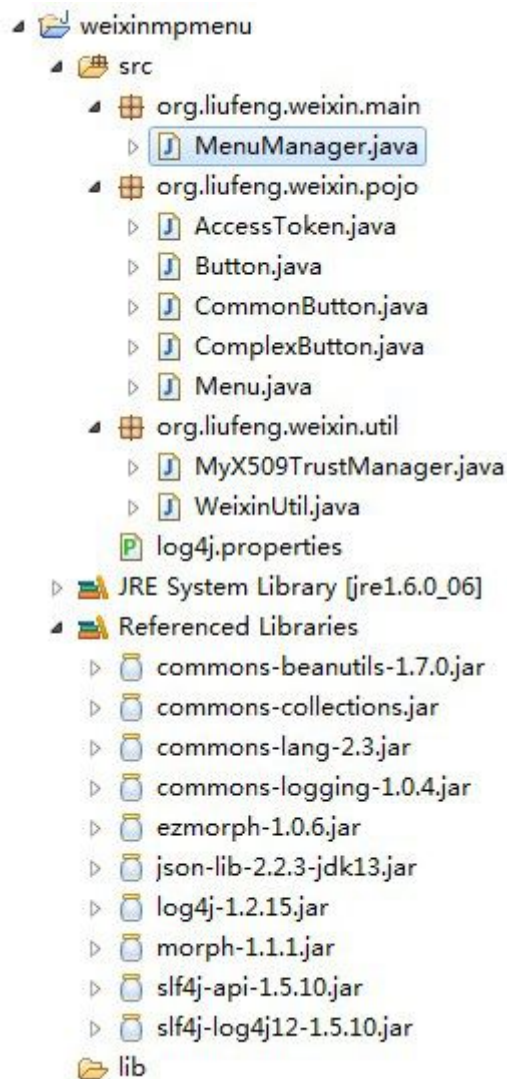 weixinmpmenu
src
org.liufeng.weixin.main
MenuManager.java
org.liufeng.weixin.pojo
AccessToken.java
Button.java
CommonButton.java
ComplexButton.java
Menu.java
org.liufeng.weixin.util
MyX509TrustManager.java
WeixinUtil.java
log4j.properties
JRE System Library [jre1.6.0_06]
Referenced Libraries
commons-beanutils-1.7.0.jar
commons-collections.jar
commons-lang-2.3.jar
commons-logging-1.0.4.jar
ezmorph-1.0.6.jar
json-lib-2.2.3-jdk13.jar
log4j-1.2.15.jar
morph-1.1.1.jar
slf4j-api-1.5.10.jar
slf4j-log4j12-1.5.10.jar
lib